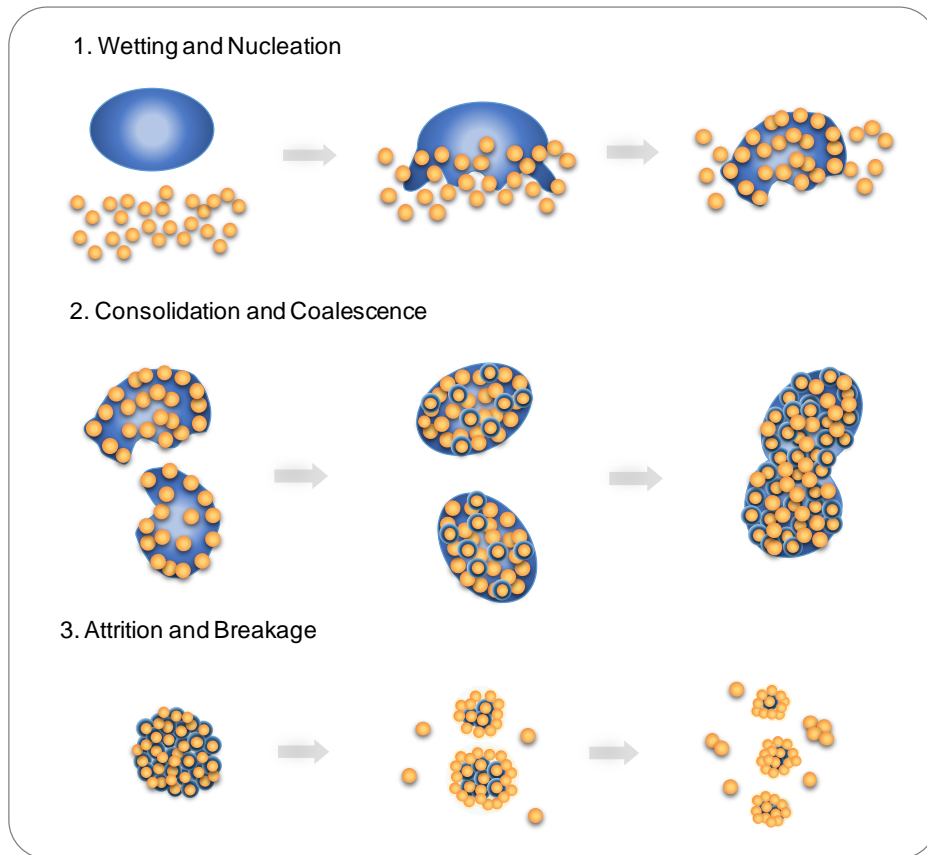 1. Wetting and Nucleation
2. Consolidation and Coalescence
3. Attrition and Breakage